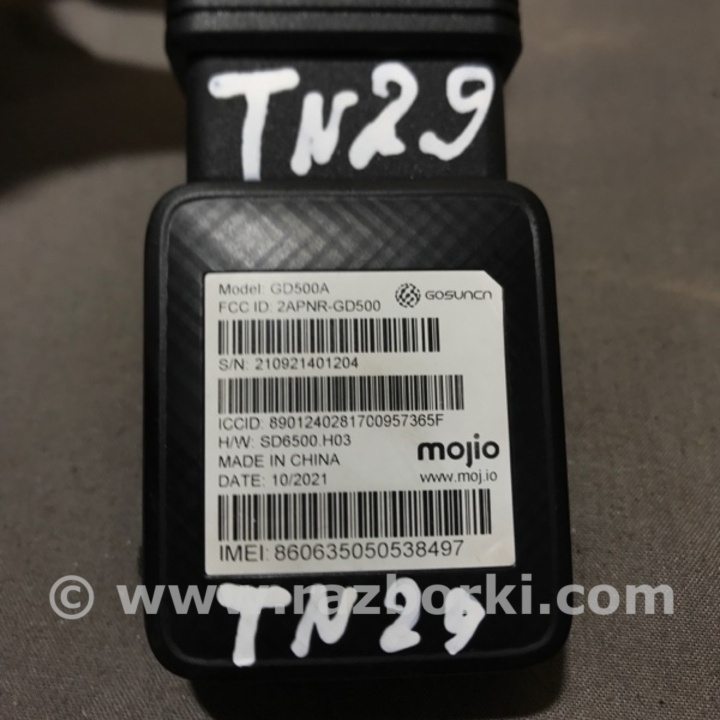 TN29
Model: GD500A
FCC ID: 2APNR-GD500
GOSUNCN
S/N: 210921401204
ICCID: 8901240281700957365F
H/W: SD6500.H03
MADE IN CHINA
DATE: 10/2021
mojio
www.moj.io
IMEI: 860635050538497
© www.razborki.com
TN29